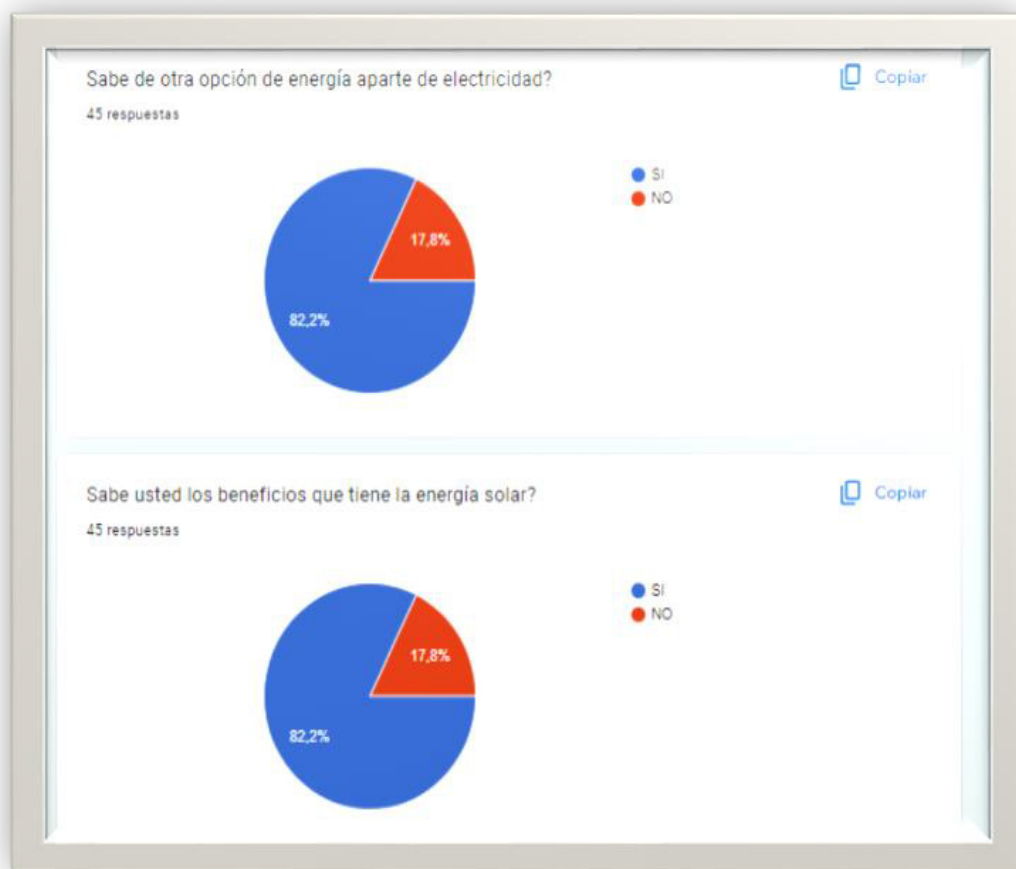 Sabe de otra opción de energía aparte de electricidad?
Copiar
45 respuestas
SI
NO
17,8%
82,2%
Sabe usted los beneficios que tiene la energía solar?
Copiar
45 respuestas
SI
NO
17,8%
82,2%